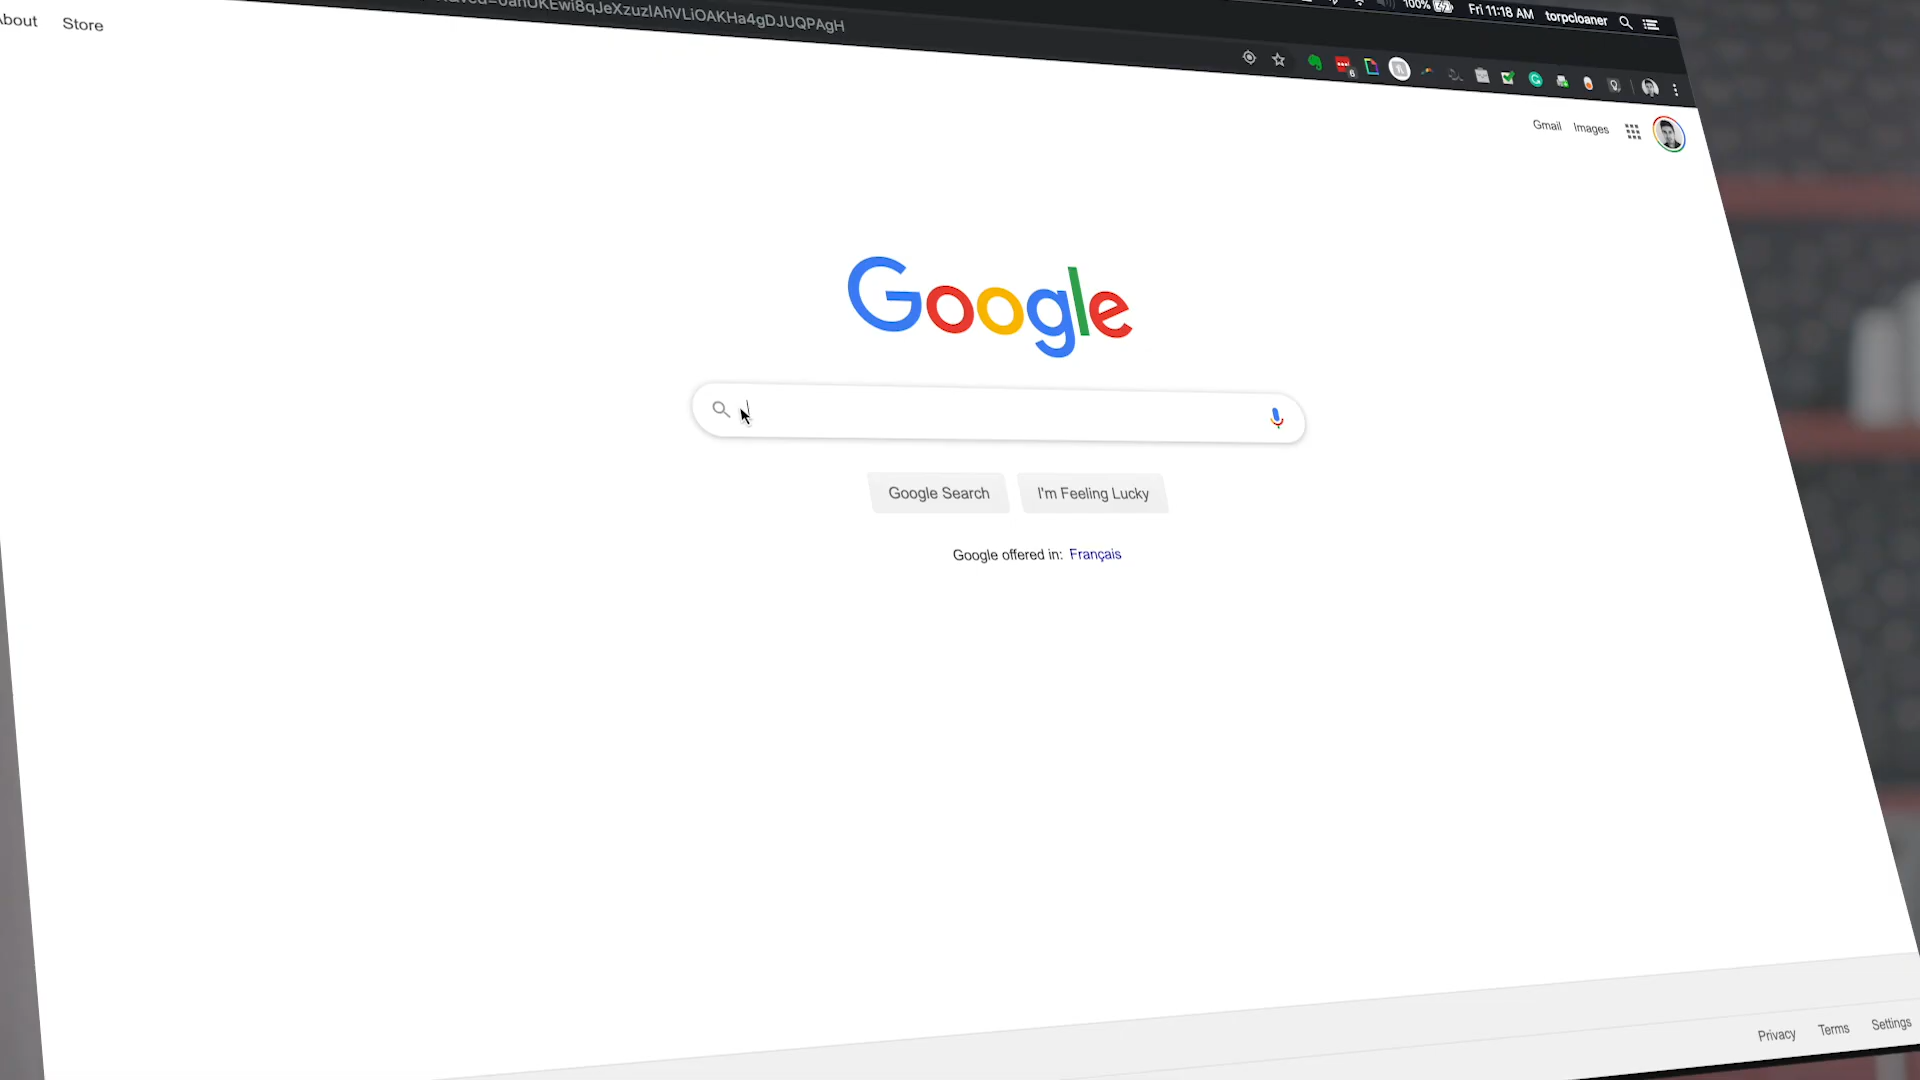 100% Fri 11:18 AM torpcloaner
Store
Gmail Images
Google
Google Search I'm Feeling Lucky
Google offered in: Français
Privacy Terms Settings